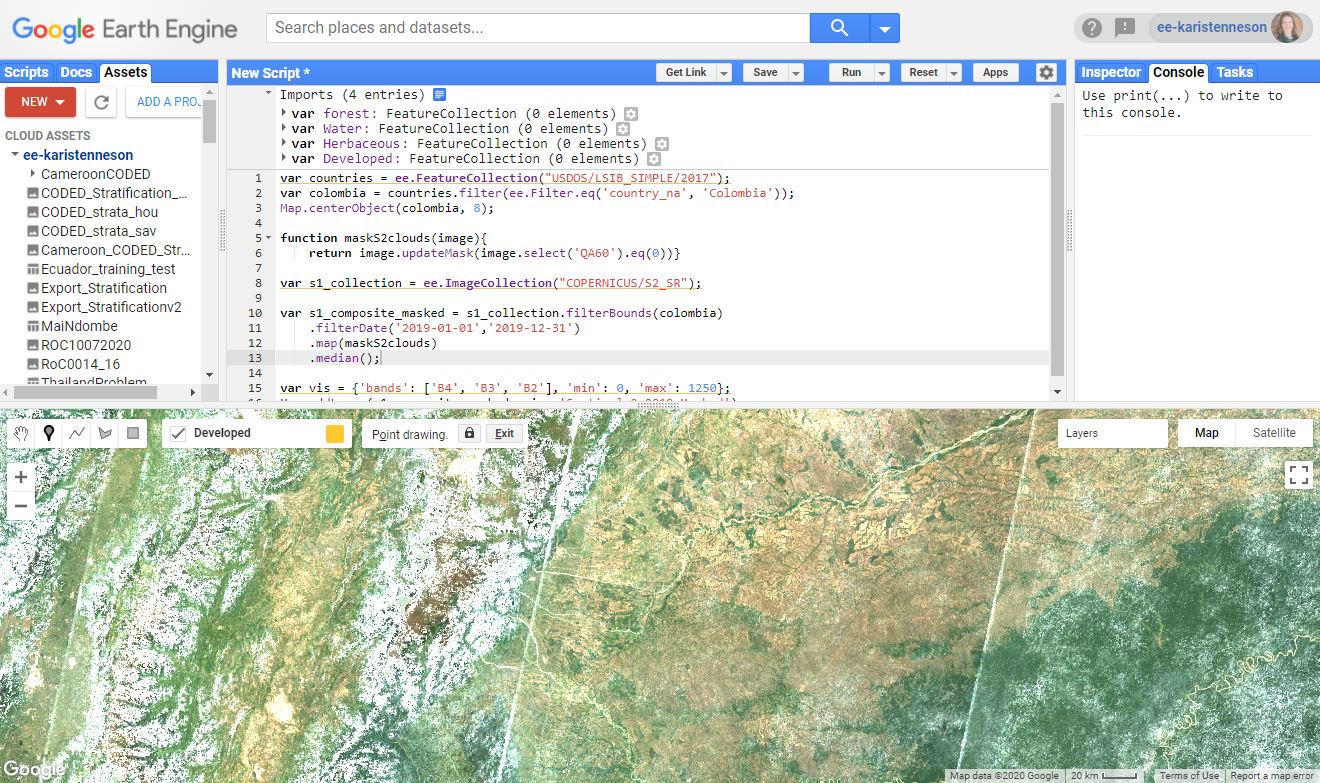 Google Earth Engine
Search places and datasets...
ee-karistenneson
Scripts Docs Assets
NEW
ADD A PROJ
CLOUD ASSETS
ee-karistenneson
CameroonCODED
CODED_Stratification_...
CODED_strata_hou
CODED_strata_sav
Cameroon_CODED_Str...
Ecuador_training_test
Export_Stratification
Export_Stratificationv2
MaiNdombe
ROC10072020
RoC0014_16
ThailandProblem
New Script *
Get Link Save Run Reset Apps
Imports (4 entries)
var forest: FeatureCollection (0 elements)
var Water: FeatureCollection (0 elements)
var Herbaceous: FeatureCollection (0 elements)
var Developed: FeatureCollection (0 elements)
1 var countries = ee.FeatureCollection("USDOS/LSIB_SIMPLE/2017");
2 var colombia = countries.filter(ee.Filter.eq('country_na', 'Colombia'));
3 Map.centerObject(colombia, 8);
4
5 function maskS2clouds(image){
6 return image.updateMask(image.select('QA60').eq(0))}
7
8 var s1_collection = ee.ImageCollection("COPERNICUS/S2_SR");
9
10 var s1_composite_masked = s1_collection.filterBounds(colombia)
11 .filterDate('2019-01-01','2019-12-31')
12 .map(maskS2clouds)
13 .median();
14
15 var vis = {'bands': ['B4', 'B3', 'B2'], 'min': 0, 'max': 1250};
Inspector Console Tasks
Use print(...) to write to
this console.
Developed
Point drawing. Exit
Layers
Map Satellite
Google
Map data ©2020 Google 20 km Terms of Use Report a map error